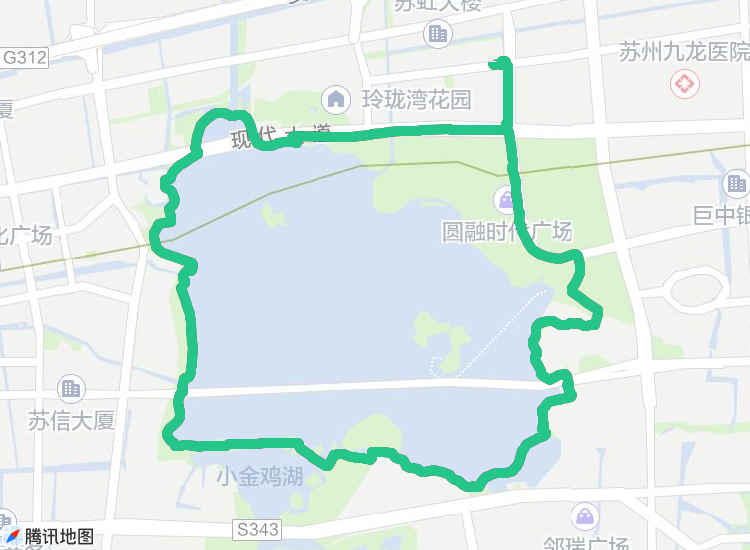 苏虹大楼
G312
苏州九龙医院
玲珑湾花园
厦
现代大道
巨中银
圆融时代广场
化广场
苏信大厦
小金鸡湖
S343
邻瑞广场
腾讯地图